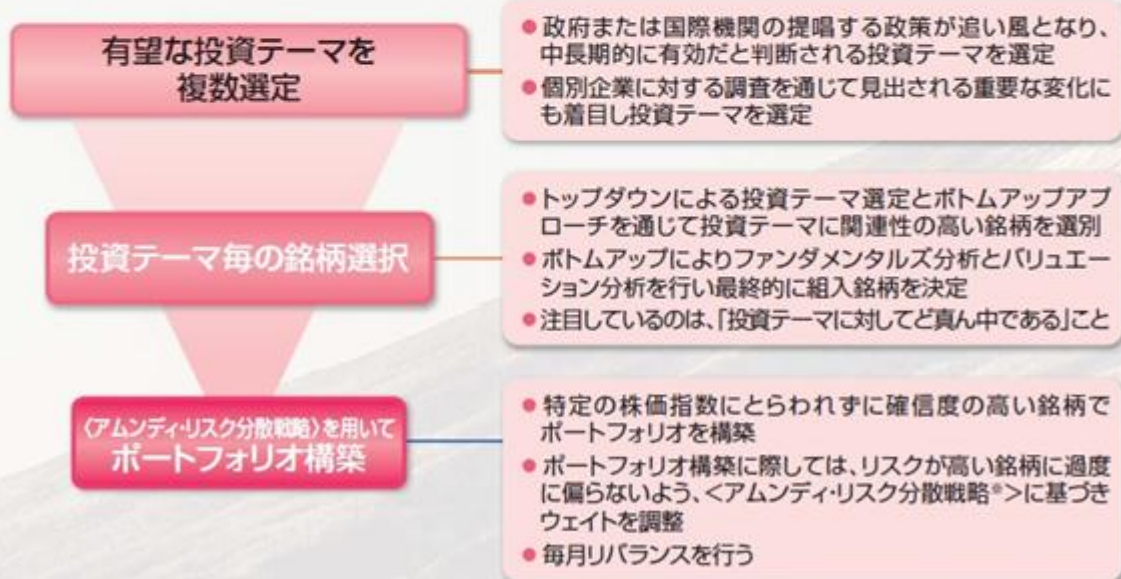 有望な投資テーマを
複数選定
● 政府または国際機関の提唱する政策が追い風となり、
中長期的に有効だと判断される投資テーマを選定
● 個別企業に対する調査を通じて見出される重要な変化に
も着目し投資テーマを選定
投資テーマ毎の銘柄選択
● トップダウンによる投資テーマ選定とボトムアップアプ
ローチを通じて投資テーマに関連性の高い銘柄を選別
● ボトムアップによりファンダメンタルズ分析とバリュエー
ション分析を行い最終的に組入銘柄を決定
● 注目しているのは、「投資テーマに対してど真ん中である」こと
〈アムンディ・リスク分散戦略〉を用いて
ポートフォリオ構築
● 特定の株価指数にとらわれずに確信度の高い銘柄で
ポートフォリオを構築
● ポートフォリオ構築に際しては、リスクが高い銘柄に過度
に偏らないよう、<アムンディ・リスク分散戦略※>に基づき
ウェイトを調整
● 毎月リバランスを行う